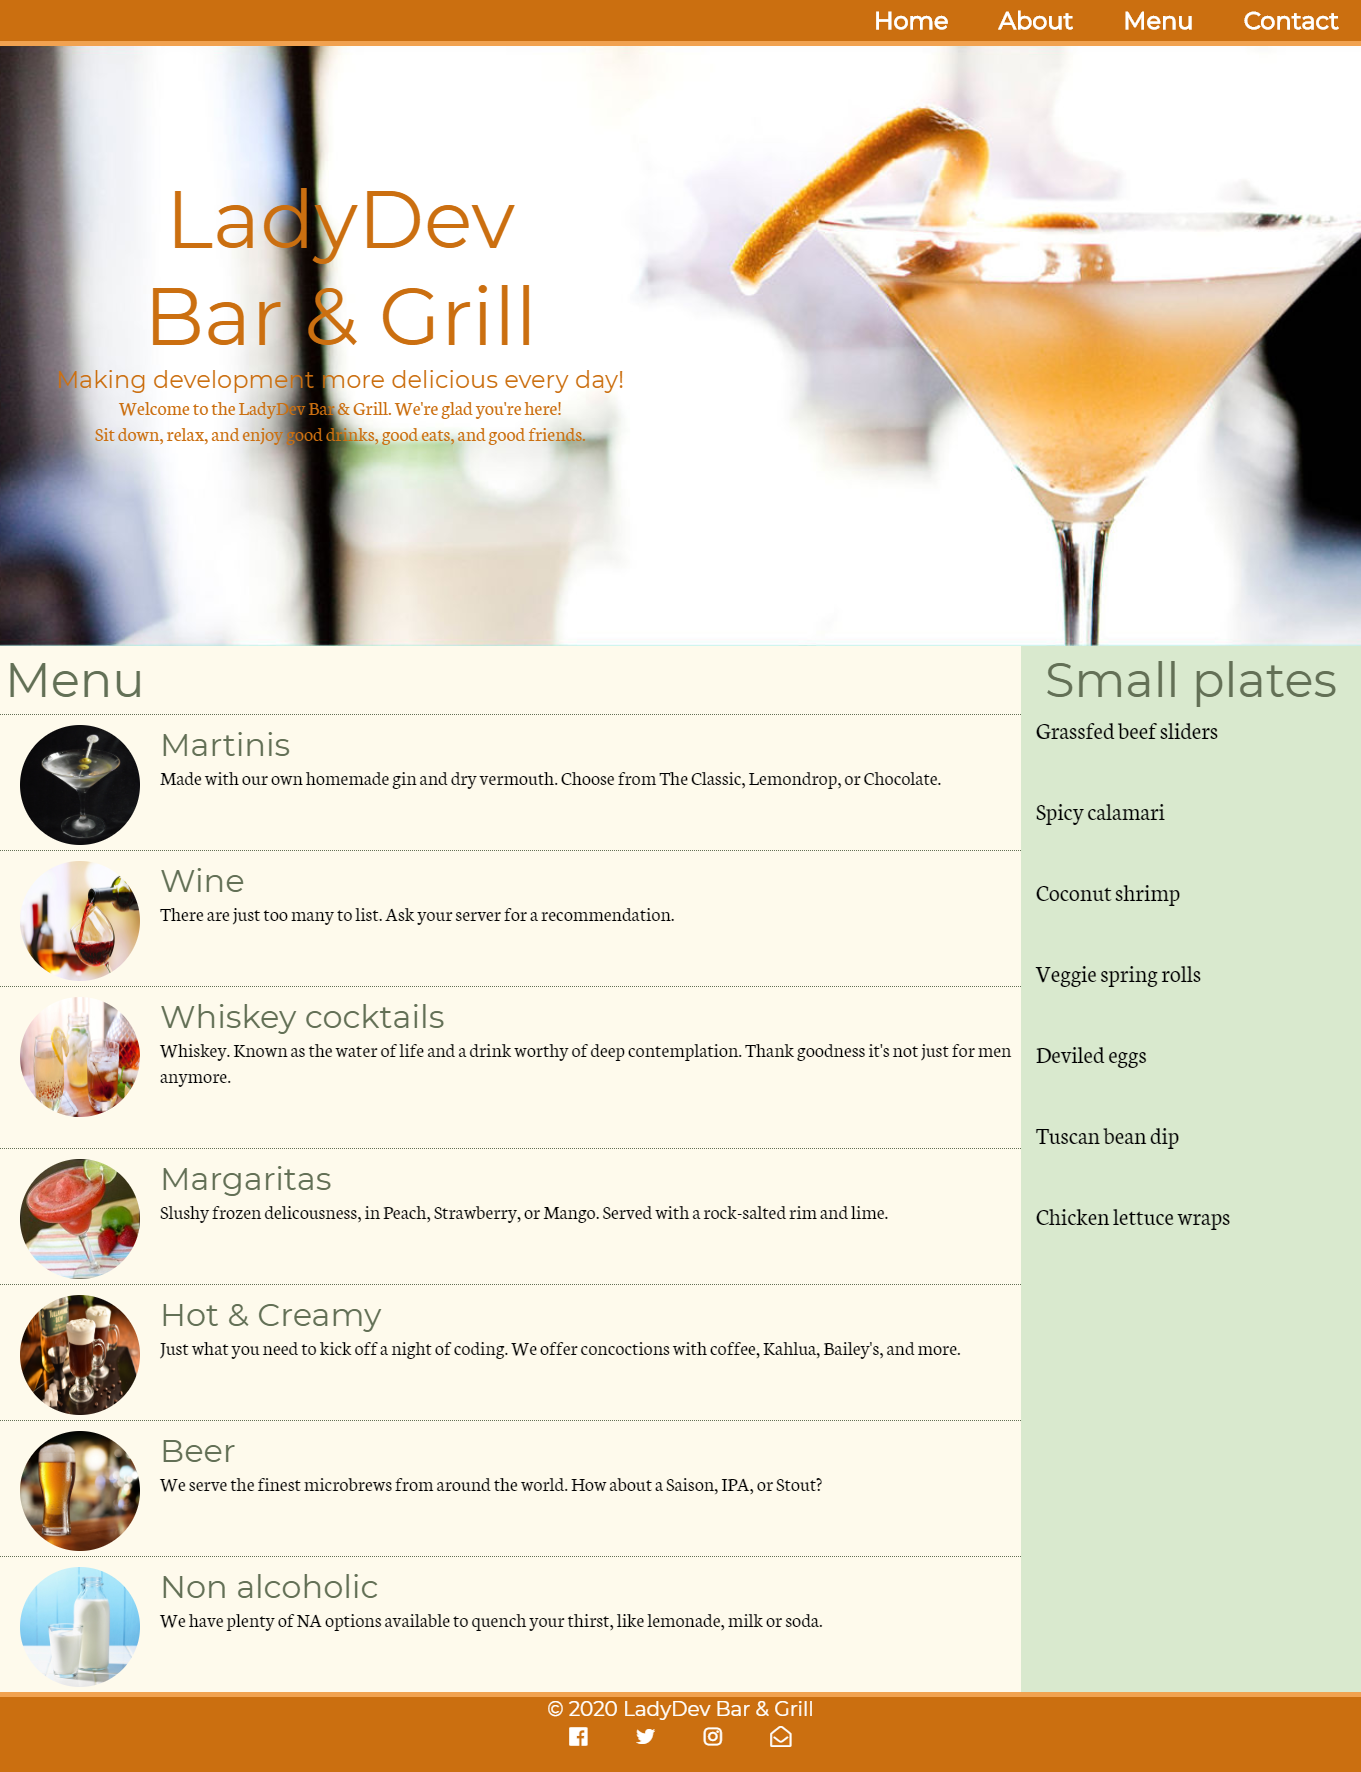 Home About Menu Contact
LadyDev
Bar & Grill
Making development more delicious every day!
Welcome to the LadyDev Bar & Grill. We're glad you're here!
Sit down, relax, and enjoy good drinks, good eats, and good friends.
Menu
Martinis
Made with our own homemade gin and dry vermouth. Choose from The Classic, Lemondrop, or Chocolate.
Wine
There are just too many to list. Ask your server for a recommendation.
Whiskey cocktails
Whiskey. Known as the water of life and a drink worthy of deep contemplation. Thank goodness it's not just for men
anymore.
Margaritas
Slushy frozen delicousness, in Peach, Strawberry, or Mango. Served with a rock-salted rim and lime.
Hot & Creamy
Just what you need to kick off a night of coding. We offer concoctions with coffee, Kahlua, Bailey's, and more.
Beer
We serve the finest microbrews from around the world. How about a Saison, IPA, or Stout?
Non alcoholic
We have plenty of NA options available to quench your thirst, like lemonade, milk or soda.
Small plates
Grassfed beef sliders
Spicy calamari
Coconut shrimp
Veggie spring rolls
Deviled eggs
Tuscan bean dip
Chicken lettuce wraps
© 2020 LadyDev Bar & Grill